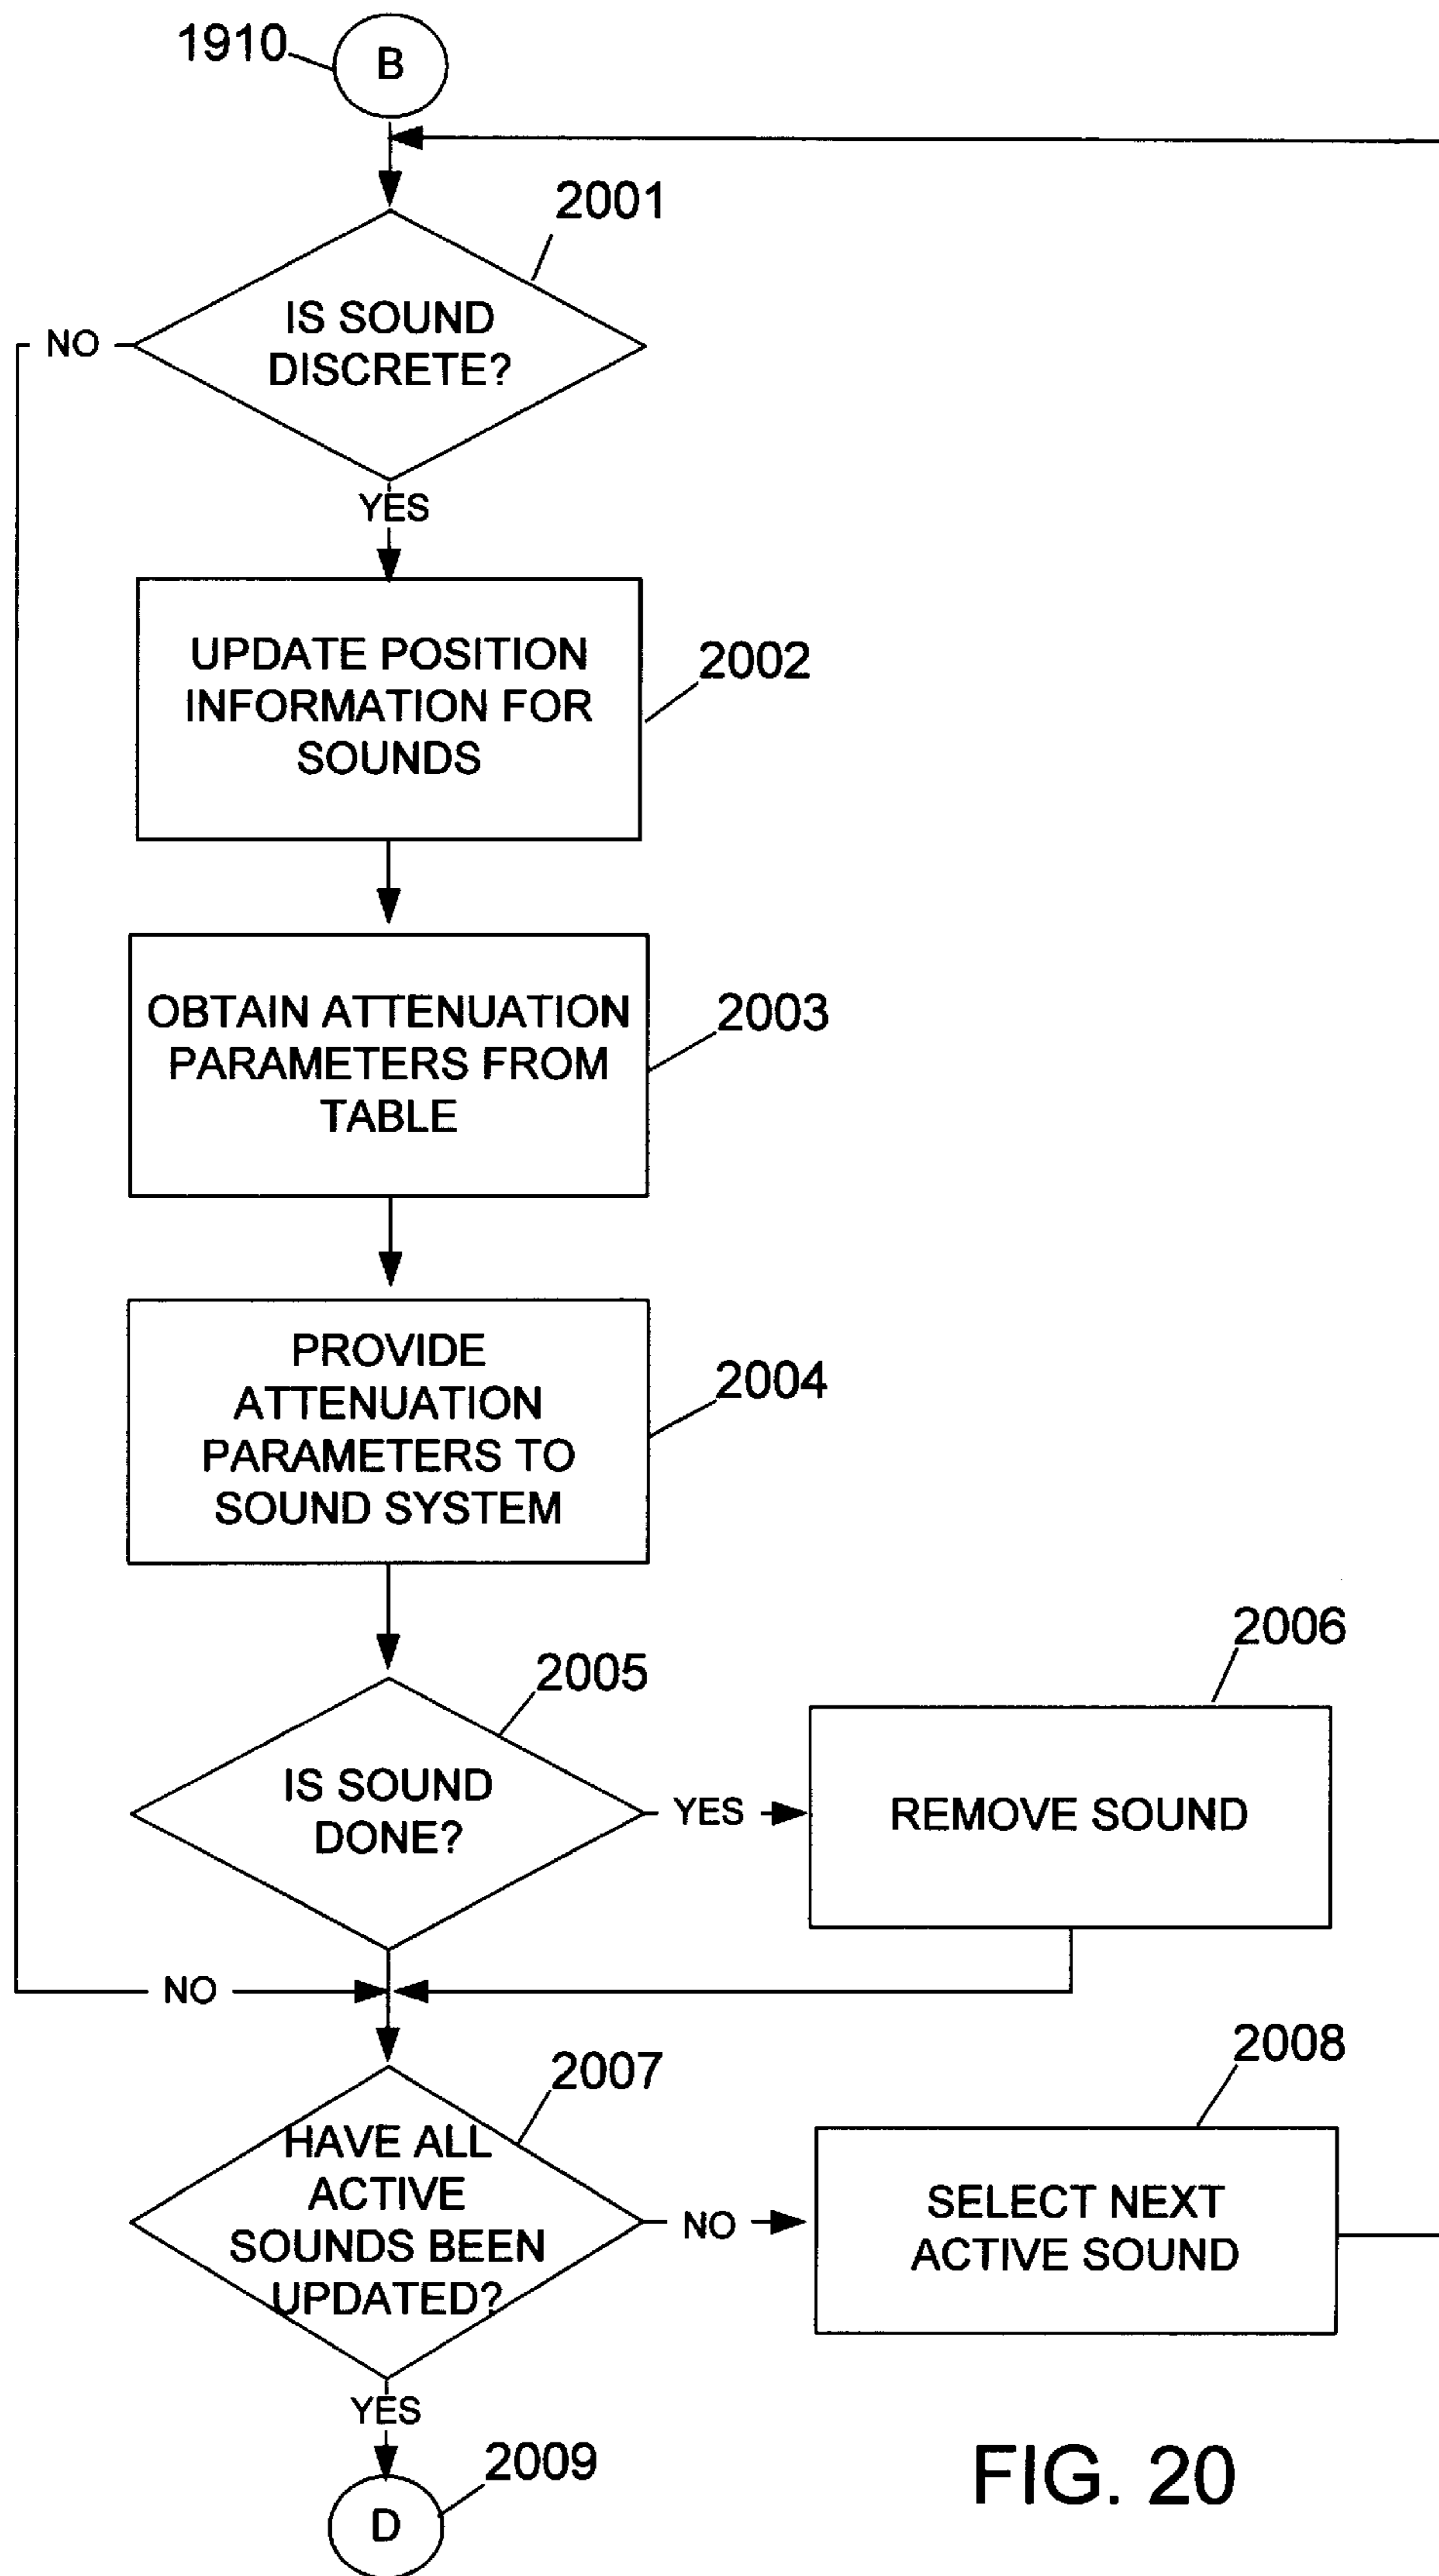 1910
B
2001
IS SOUND
DISCRETE?
NO
YES
UPDATE POSITION
INFORMATION FOR
SOUNDS
2002
OBTAIN ATTENUATION
PARAMETERS FROM
TABLE
2003
PROVIDE
ATTENUATION
PARAMETERS TO
SOUND SYSTEM
2004
2005
IS SOUND
DONE?
YES
2006
REMOVE SOUND
NO
2007
HAVE ALL
ACTIVE
SOUNDS BEEN
UPDATED?
NO
2008
SELECT NEXT
ACTIVE SOUND
YES
2009
D
FIG. 20